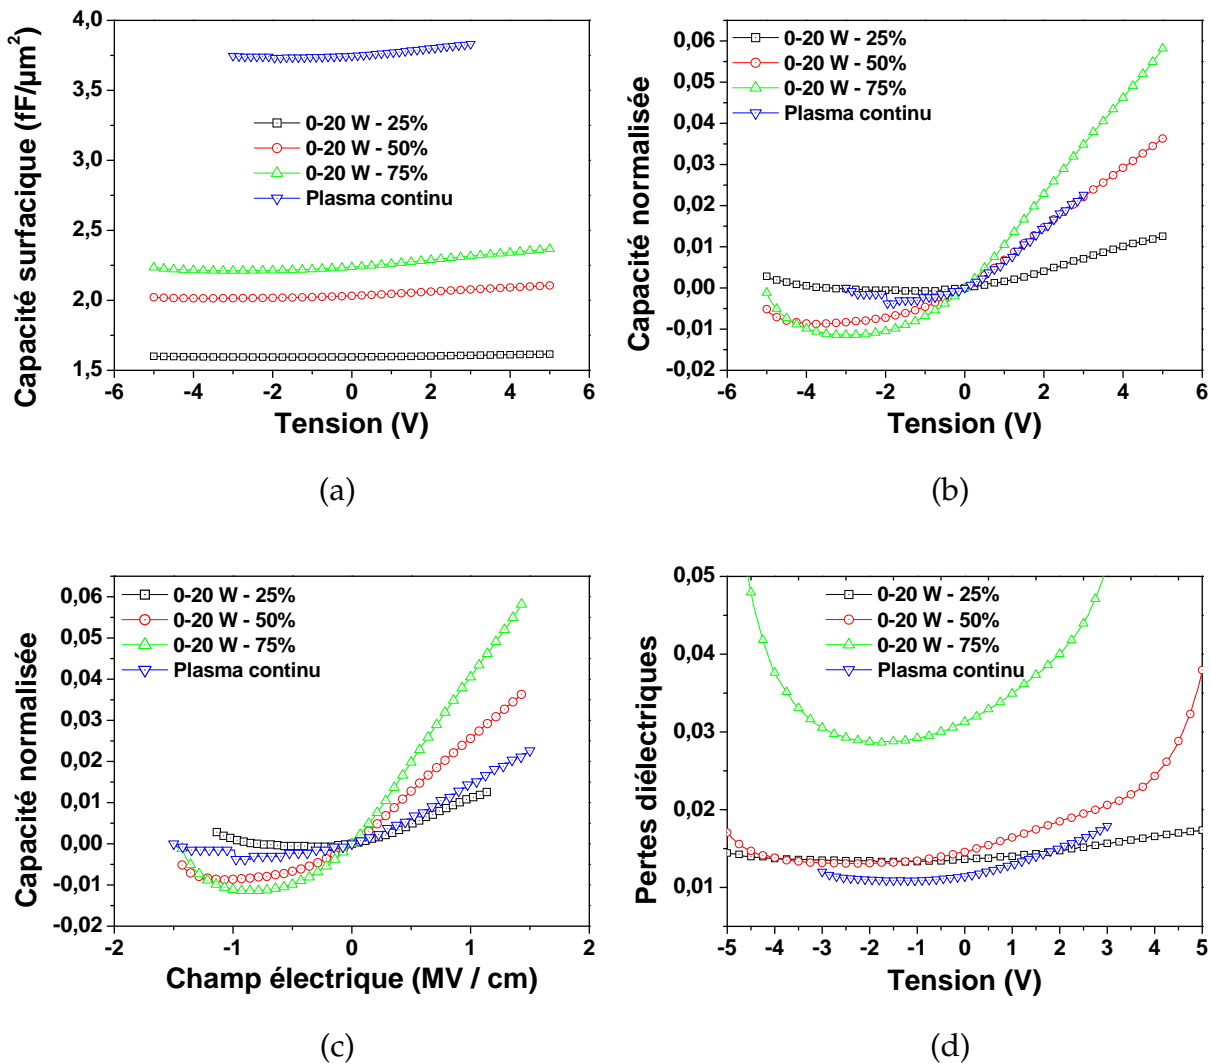 4,0
3,5
3,0
2,5
2,0
1,5
Capacité surfacique (fF/µm²)
0-20 W - 25%
0-20 W - 50%
0-20 W - 75%
Plasma continu
-6 -4 -2 0 2 4 6
Tension (V)
(a)
0,06
0,05
0,04
0,03
0,02
0,01
0,00
-0,01
-0,02
Capacité normalisée
0-20 W - 25%
0-20 W - 50%
0-20 W - 75%
Plasma continu
-6 -4 -2 0 2 4 6
Tension (V)
(b)
0,06
0,05
0,04
0,03
0,02
0,01
0,00
-0,01
-0,02
Capacité normalisée
0-20 W - 25%
0-20 W - 50%
0-20 W - 75%
Plasma continu
-2 -1 0 1 2
Champ électrique (MV / cm)
(c)
0,05
0,04
0,03
0,02
0,01
Pertes diélectriques
0-20 W - 25%
0-20 W - 50%
0-20 W - 75%
Plasma continu
-5 -4 -3 -2 -1 0 1 2 3 4 5
Tension (V)
(d)